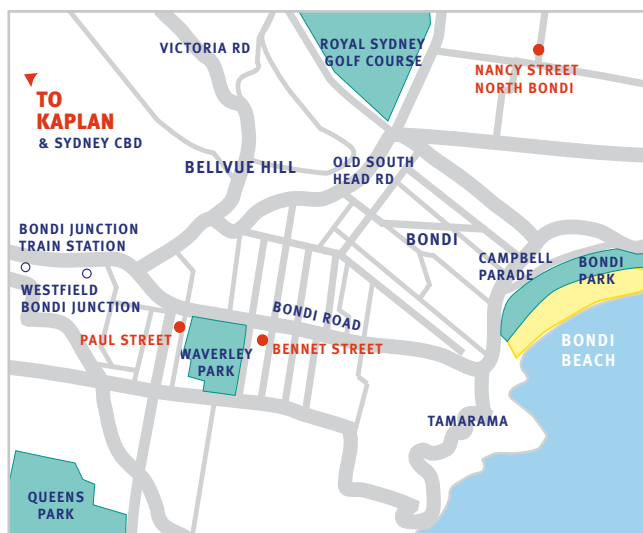 VICTORIA RD
ROYAL SYDNEY
GOLF COURSE
NANCY STREET
NORTH BONDI
TO
KAPLAN
& SYDNEY CBD
BELLVUE HILL
OLD SOUTH
HEAD RD
BONDI JUNCTION
TRAIN STATION
BONDI
CAMPBELL
PARADE
BONDI
PARK
WESTFIELD
BONDI JUNCTION
BONDI ROAD
PAUL STREET
WAVERLEY
PARK
BENNET STREET
BONDI
BEACH
TAMARAMA
QUEENS
PARK